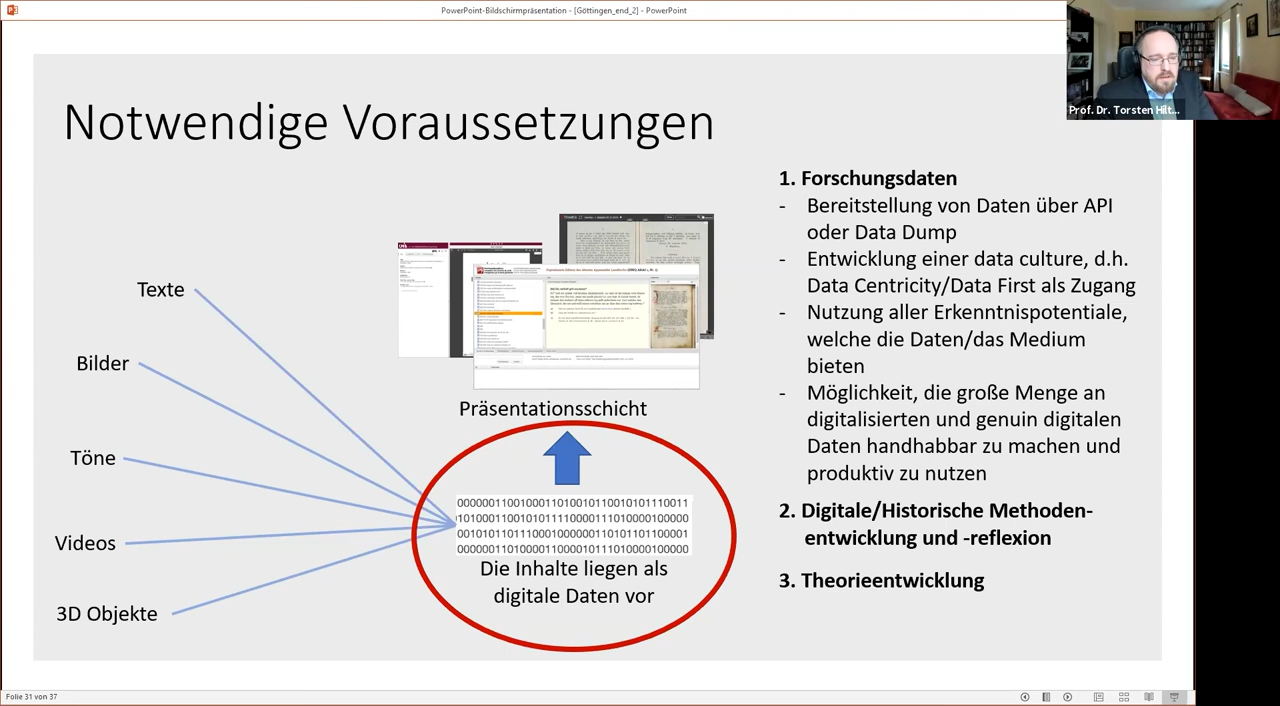 PowerPoint-Bildschirmpräsentation - [Göttingen_end_2] - PowerPoint
Prof. Dr. Torsten Hilt...
Notwendige Voraussetzungen
Texte
Bilder
Töne
Videos
3D Objekte
Präsentationsschicht
0000001100100011010010110010101110011
1010001100101011110000111010000100000
0010101101110001000000110101101100001
0000000110100011000010111010000100000
Die Inhalte liegen als
digitale Daten vor
1. Forschungsdaten
- Bereitstellung von Daten über API
oder Data Dump
- Entwicklung einer data culture, d.h.
Data Centricity/Data First als Zugang
- Nutzung aller Erkenntnispotentiale,
welche die Daten/das Medium
bieten
- Möglichkeit, die große Menge an
digitalisierten und genuin digitalen
Daten handhabbar zu machen und
produktiv zu nutzen
2. Digitale/Historische Methoden-
entwicklung und -reflexion
3. Theorieentwicklung
Folie 31 von 37